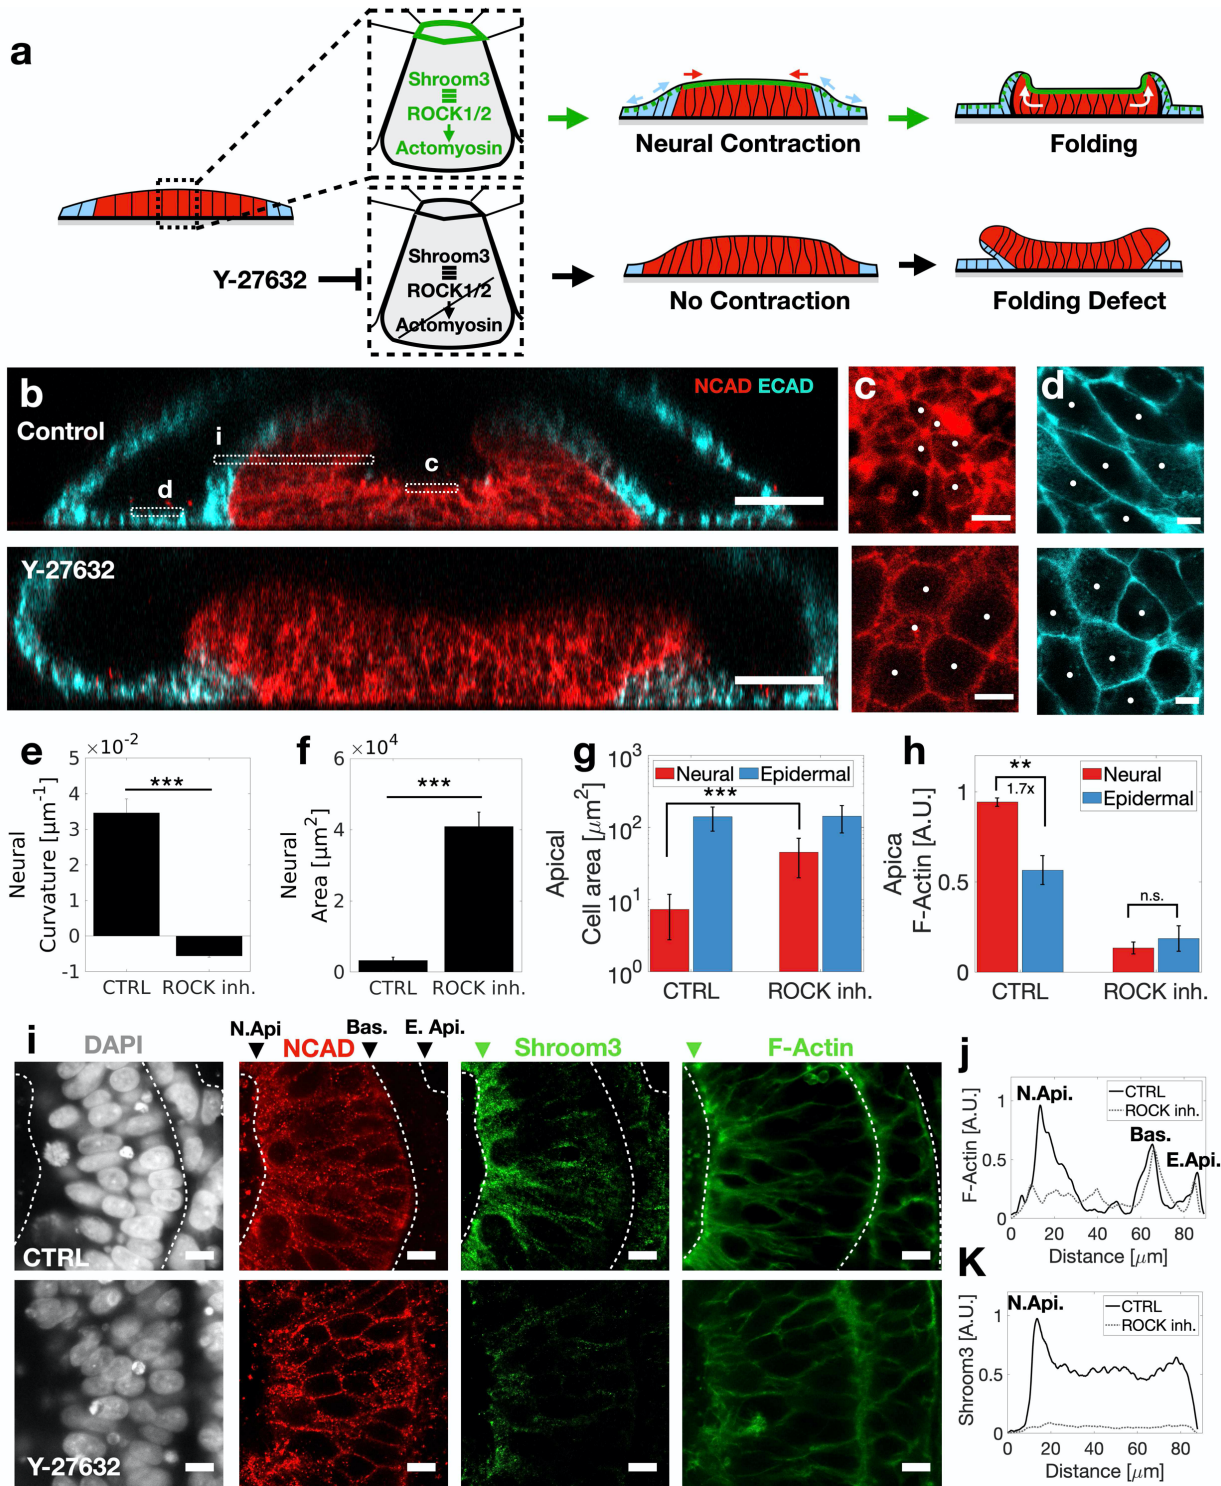 a
Shroom3
ROCK1/2
Actomyosin
Neural Contraction
Folding
Y-27632
Shroom3
ROCK1/2
Actomyosin
No Contraction
Folding Defect
b
NCAD ECAD
Control
i
c
d
Y-27632
c
d
e
×10-2
Neural
Curvature [μm-1]
5
4
3
2
1
0
-1
***
CTRL
ROCK inh.
f
×10⁴
Neural
Area [μm²]
6
4
2
0
***
CTRL
ROCK inh.
g
Apical
Cell area [μm²]
10³
10²
10¹
10⁰
Neural
Epidermal
***
CTRL
ROCK inh.
h
Apica
F-Actin [A.U.]
1
0.5
0
**
1.7x
Neural
Epidermal
n.s.
CTRL
ROCK inh.
i
DAPI
N.Api
NCAD
Bas.
E. Api.
Shroom3
F-Actin
CTRL
Y-27632
j
F-Actin [A.U.]
1
0.5
0
N.Api.
CTRL
ROCK inh.
Bas.
E.Api.
0 20 40 60 80
Distance [μm]
K
Shroom3 [A.U.]
1
0.5
0
N.Api.
CTRL
ROCK inh.
0 20 40 60 80
Distance [μm]